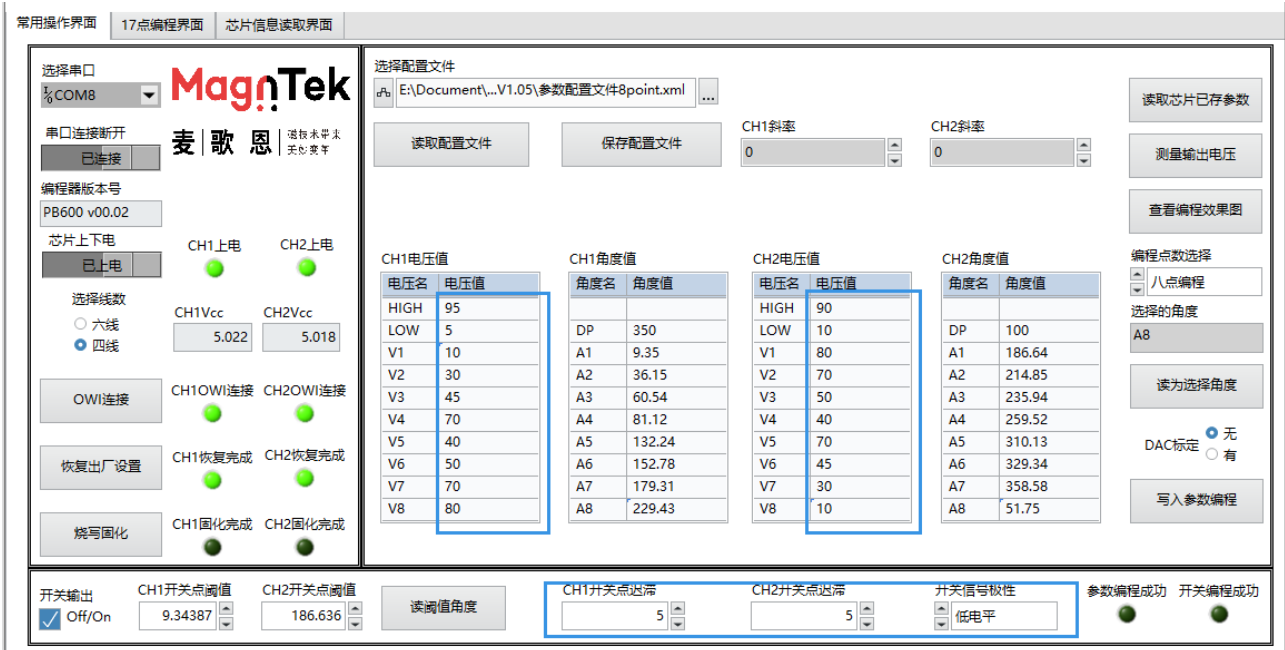 常用操作界面 17点编程界面 芯片信息读取界面
选择串口
COM8
MagnTek
麦|歌 恩
串口连接断开
已连接
编程器版本号
PB600 v00.02
芯片上下电
已上电
CH1上电 CH2上电
选择线数
六线
四线
CH1Vcc CH2Vcc
5.022 5.018
OWI连接
CH1OWI连接 CH2OWI连接
恢复出厂设置
CH1恢复完成 CH2恢复完成
烧写固化
CH1固化完成 CH2固化完成
选择配置文件
E:\Document\...V1.05\参数配置文件8point.xml ...
读取配置文件 保存配置文件
CH1斜率 CH2斜率
0 0
CH1电压值 CH1角度值 CH2电压值 CH2角度值
电压名 电压值 角度名 角度值 电压名 电压值 角度名 角度值
HIGH 95 HIGH 90
LOW 5 DP 350 LOW 10 DP 100
V1 10 A1 9.35 V1 80 A1 186.64
V2 30 A2 36.15 V2 70 A2 214.85
V3 45 A3 60.54 V3 50 A3 235.94
V4 70 A4 81.12 V4 40 A4 259.52
V5 40 A5 132.24 V5 70 A5 310.13
V6 50 A6 152.78 V6 45 A6 329.34
V7 70 A7 179.31 V7 30 A7 358.58
V8 80 A8 229.43 V8 10 A8 51.75
读取芯片已存参数
测量输出电压
查看编程效果图
编程点数选择
八点编程
选择的角度
A8
读为选择角度
DAC标定
无
有
写入参数编程
开关输出
Off/On
CH1开关点阈值 CH2开关点阈值
9.34387 186.636
读阈值角度
CH1开关点迟滞 CH2开关点迟滞 开关信号极性
5 5 低电平
参数编程成功 开关编程成功